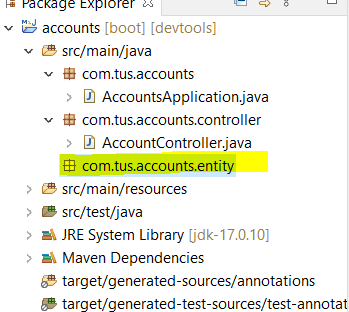 Package Explorer
accounts [boot] [devtools]
src/main/java
com.tus.accounts
AccountsApplication.java
com.tus.accounts.controller
AccountController.java
com.tus.accounts.entity
src/main/resources
src/test/java
JRE System Library [jdk-17.0.10]
Maven Dependencies
target/generated-sources/annotations
target/generated-test-sources/test-annotat